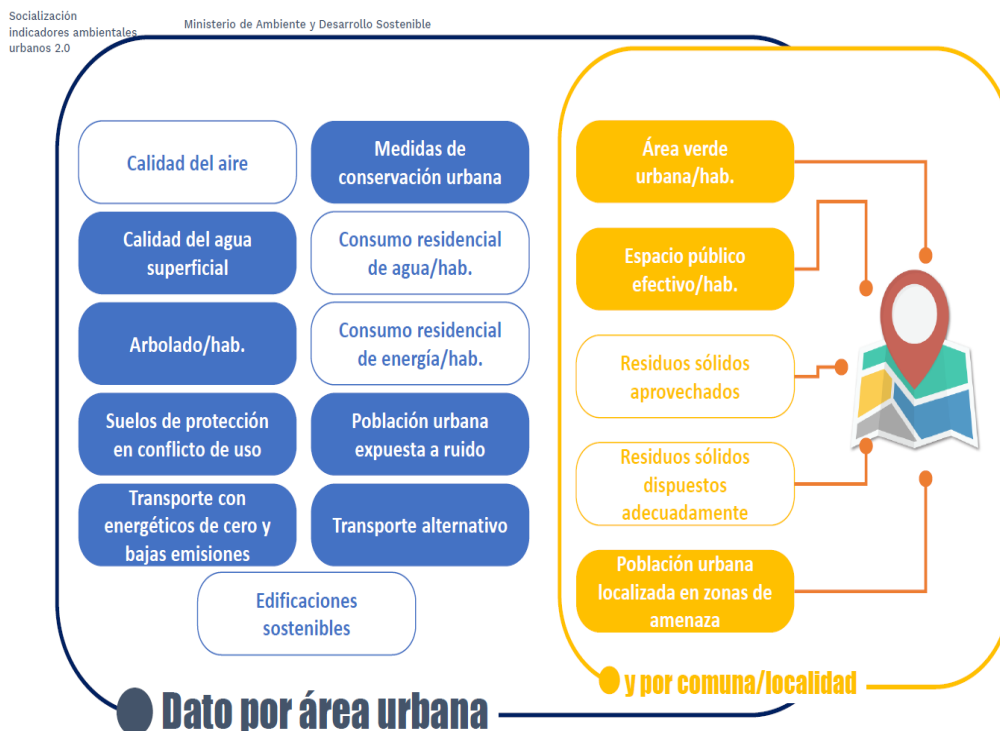 Socialización
indicadores ambientales
urbanos 2.0
Ministerio de Ambiente y Desarrollo Sostenible
Calidad del aire
Medidas de
conservación urbana
Calidad del agua
superficial
Consumo residencial
de agua/hab.
Arbolado/hab.
Consumo residencial
de energía/hab.
Suelos de protección
en conflicto de uso
Población urbana
expuesta a ruido
Transporte con
energéticos de cero y
bajas emisiones
Transporte alternativo
Edificaciones
sostenibles
Dato por área urbana
Área verde
urbana/hab.
Espacio público
efectivo/hab.
Residuos sólidos
aprovechados
Residuos sólidos
dispuestos
adecuadamente
Población urbana
localizada en zonas de
amenaza
y por comuna/localidad